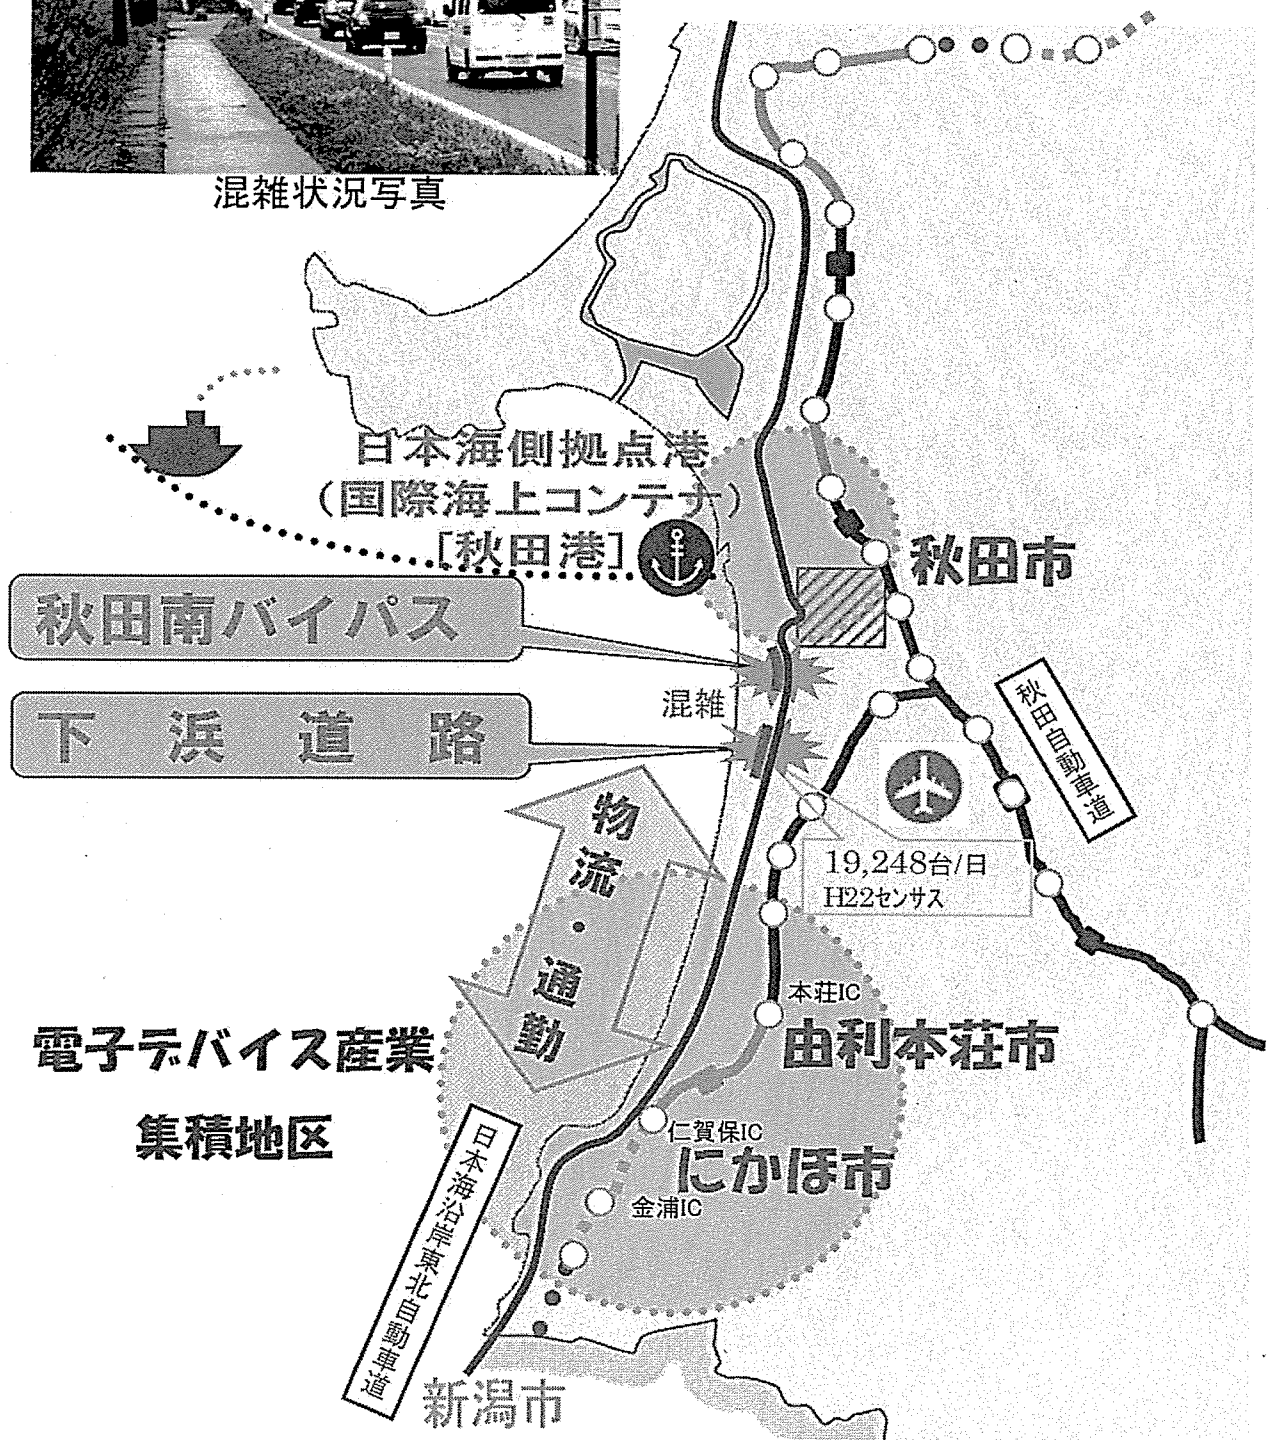 混雑状況写真
日本海側拠点港
（国際海上コンテナ）
［秋田港］
秋田市
秋田南バイパス
混雑
下浜道路
秋田自動車道
物流・通勤
19,248台/日
H22センサス
本荘IC
由利本荘市
電子デバイス産業
集積地区
仁賀保IC
にかほ市
金浦IC
日本海沿岸東北自動車道
新潟市